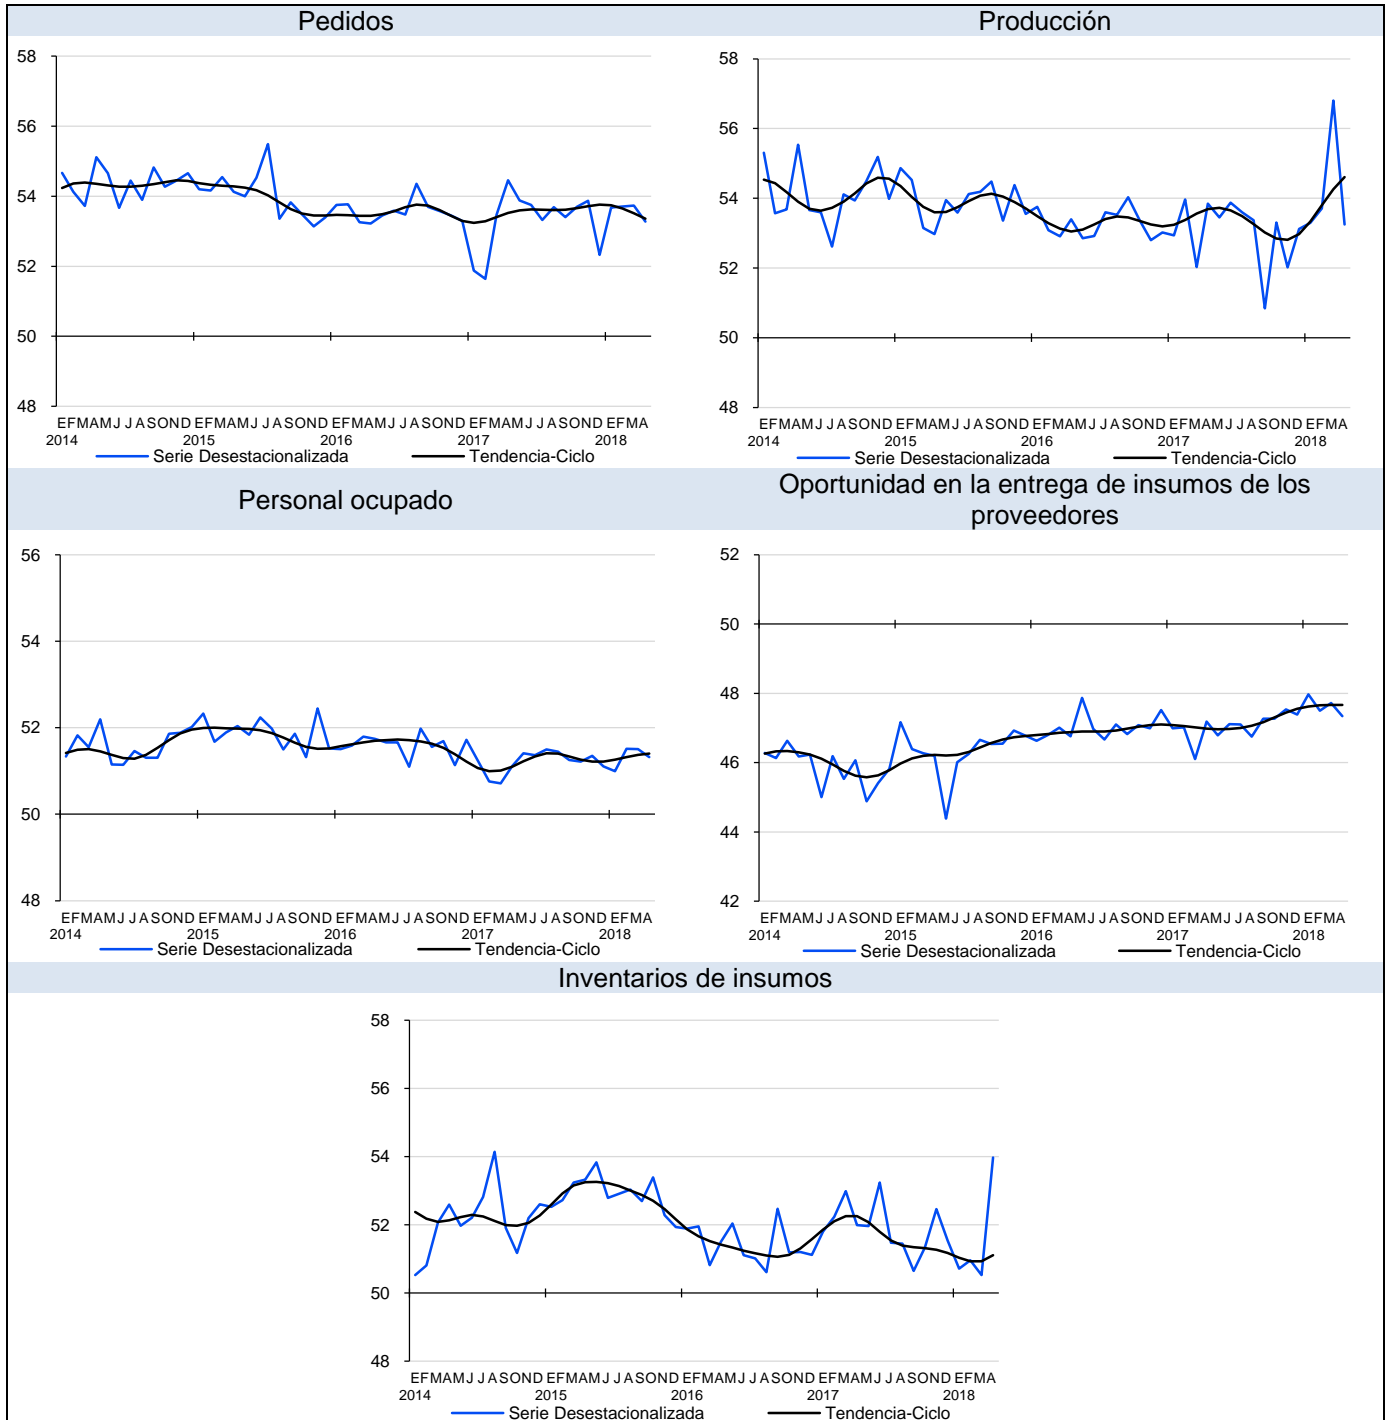 Pedidos
Producción
58
56
54
52
50
48
EFMAMJ J ASOND EFMAMJ J ASOND EFMAMJ J ASOND EFMAMJ J ASOND EFMA
2014 2015 2016 2017 2018
Serie Desestacionalizada Tendencia-Ciclo
58
56
54
52
50
48
EFMAMJ J ASOND EFMAMJ J ASOND EFMAMJ J ASOND EFMAMJ J ASOND EFMA
2014 2015 2016 2017 2018
Serie Desestacionalizada Tendencia-Ciclo
Personal ocupado
Oportunidad en la entrega de insumos de los
proveedores
56
54
52
50
48
EFMAMJ J ASOND EFMAMJ J ASOND EFMAMJ J ASOND EFMAMJ J ASOND EFMA
2014 2015 2016 2017 2018
Serie Desestacionalizada Tendencia-Ciclo
52
50
48
46
44
42
EFMAMJ J ASOND EFMAMJ J ASOND EFMAMJ J ASOND EFMAMJ J ASOND EFMA
2014 2015 2016 2017 2018
Serie Desestacionalizada Tendencia-Ciclo
Inventarios de insumos
58
56
54
52
50
48
EFMAMJ J ASOND EFMAMJ J ASOND EFMAMJ J ASOND EFMAMJ J ASOND EFMA
2014 2015 2016 2017 2018
Serie Desestacionalizada Tendencia-Ciclo